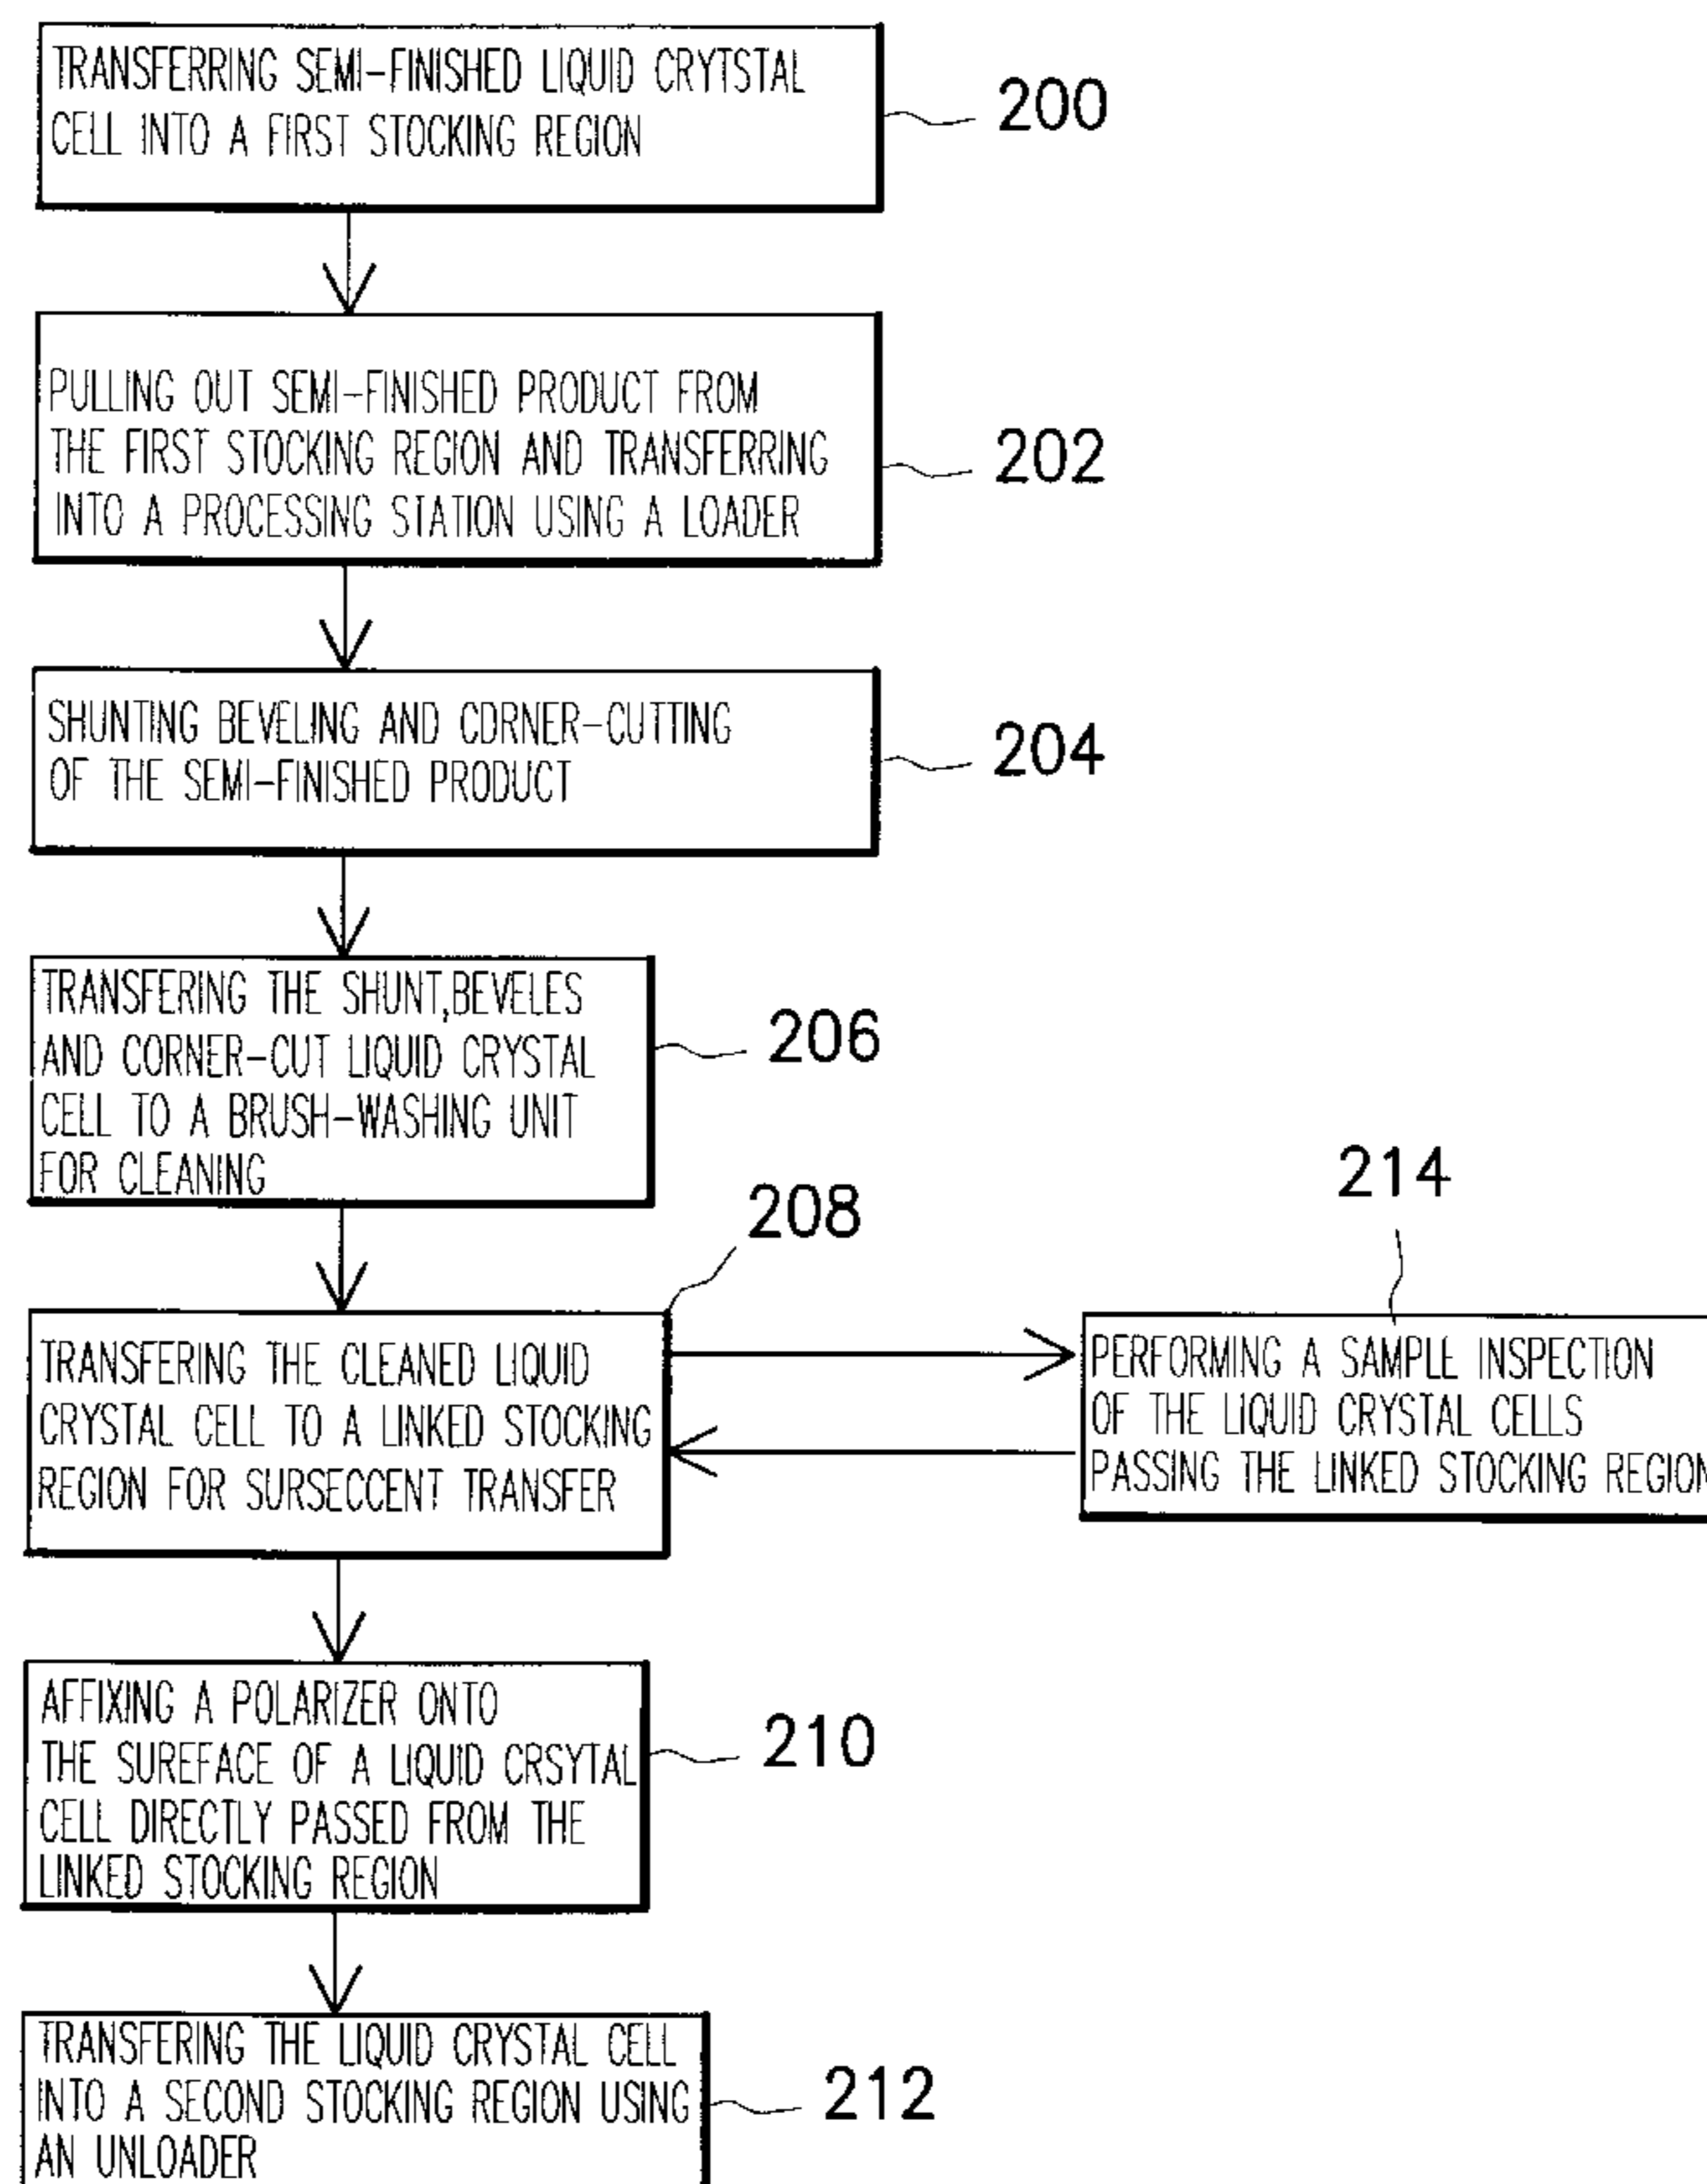 TRANSFERRING SEMI-FINISHED LIQUID CRYTSTAL
CELL INTO A FIRST STOCKING REGION
200
PULLING OUT SEMI-FINISHED PRODUCT FROM
THE FIRST STOCKING REGION AND TRANSFERRING
INTO A PROCESSING STATION USING A LOADER
202
SHUNTING BEVELING AND CORNER-CUTTING
OF THE SEMI-FINISHED PRODUCT
204
TRANSFERING THE SHUNT,BEVELES
AND CORNER-CUT LIQUID CRYSTAL
CELL TO A BRUSH-WASHING UNIT
FOR CLEANING
206
208
TRANSFERING THE CLEANED LIQUID
CRYSTAL CELL TO A LINKED STOCKING
REGION FOR SURSECCENT TRANSFER
214
PERFORMING A SAMPLE INSPECTION
OF THE LIQUID CRYSTAL CELLS
PASSING THE LINKED STOCKING REGION
AFFIXING A POLARIZER ONTO
THE SUREFACE OF A LIQUID CRSYTAL
CELL DIRECTLY PASSED FROM THE
LINKED STOCKING REGION
210
TRANSFERING THE LIQUID CRYSTAL CELL
INTO A SECOND STOCKING REGION USING
AN UNLOADER
212